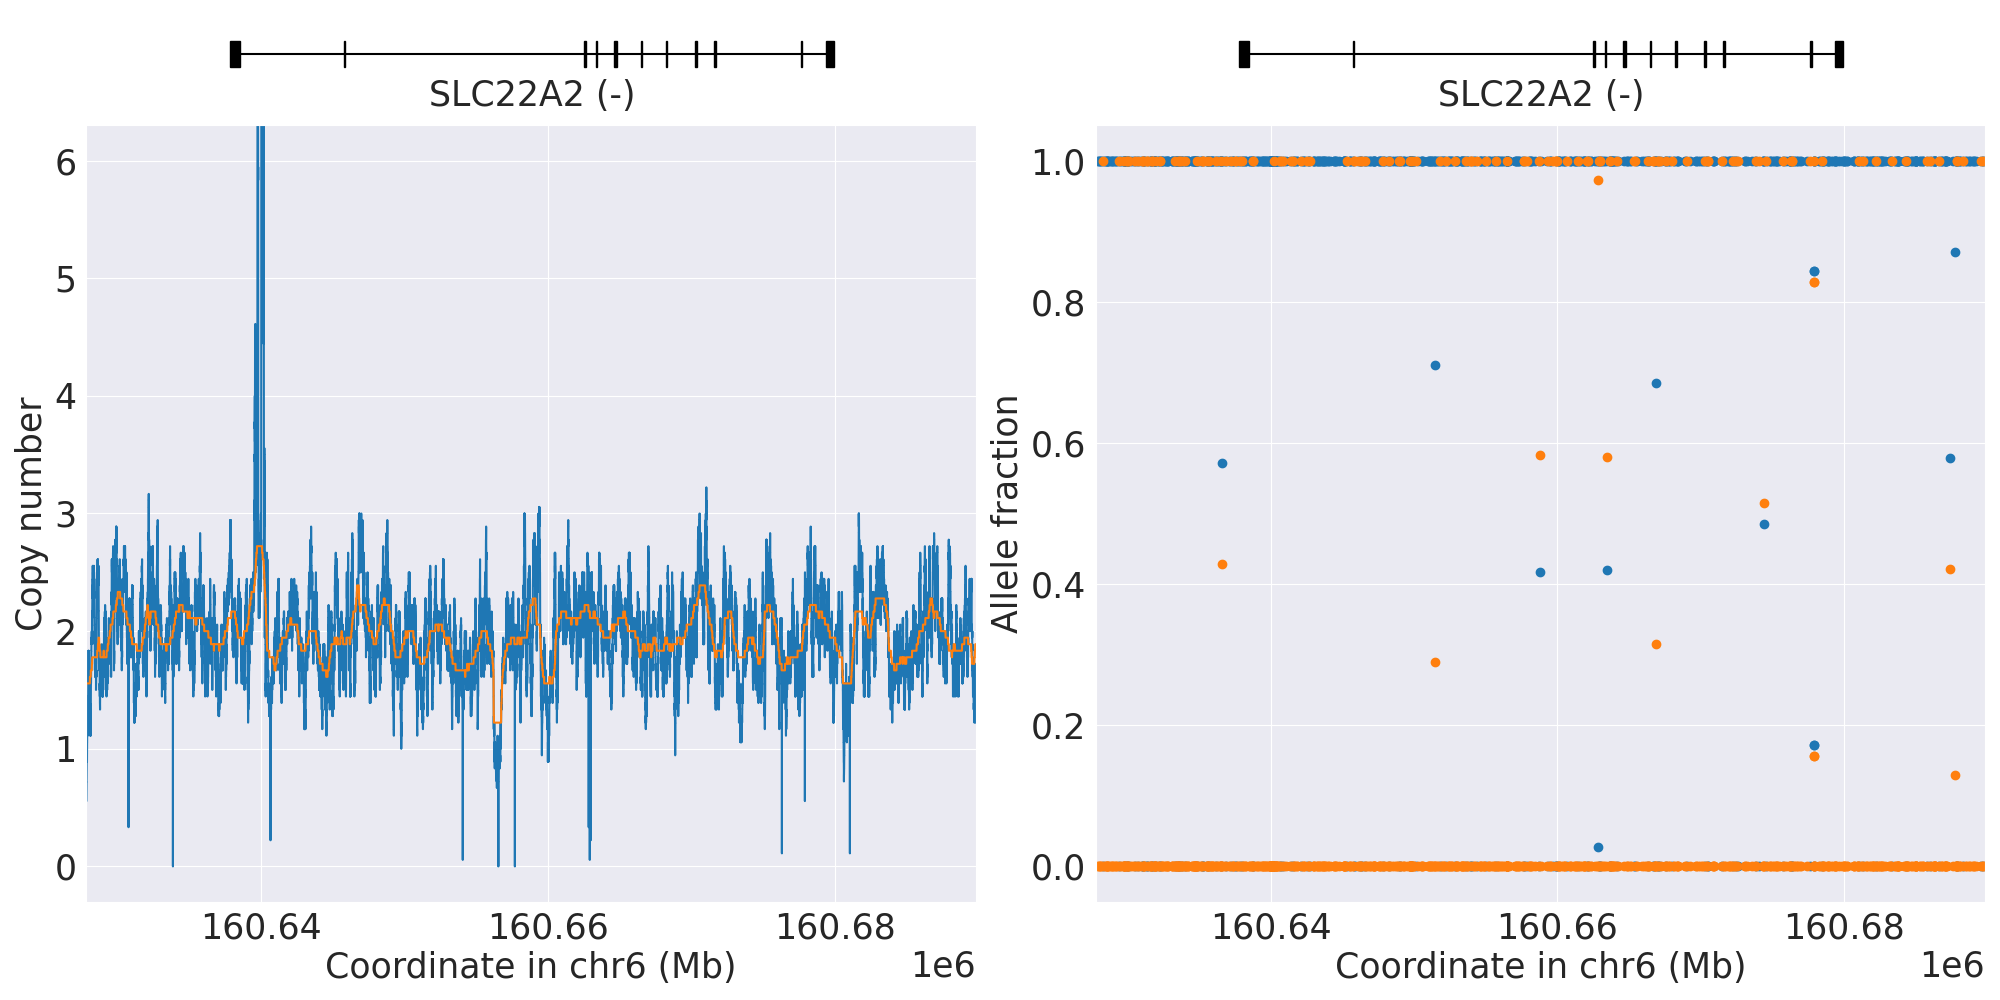 SLC22A2 (-)
6
5
4
3
2
1
0
Copy number
160.64
160.66
160.68
Coordinate in chr6 (Mb)
1e6
SLC22A2 (-)
1.0
0.8
0.6
0.4
0.2
0.0
Allele fraction
160.64
160.66
160.68
Coordinate in chr6 (Mb)
1e6